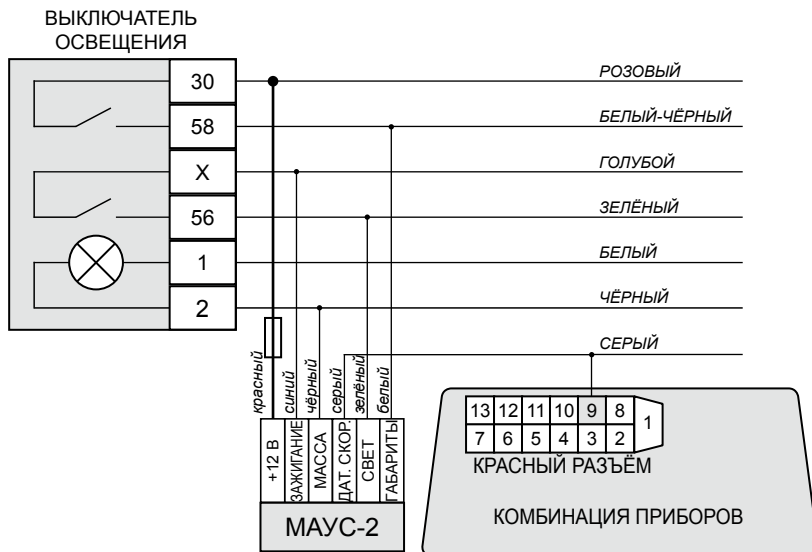 ВЫКЛЮЧАТЕЛЬ
ОСВЕЩЕНИЯ
30
РОЗОВЫЙ
58
БЕЛЫЙ-ЧЁРНЫЙ
X
ГОЛУБОЙ
56
ЗЕЛЁНЫЙ
1
БЕЛЫЙ
2
ЧЁРНЫЙ
СЕРЫЙ
красный
синий
чёрный
серый
зелёный
белый
+12 В
ЗАЖИГАНИЕ
МАССА
ДАТ. СКОР.
СВЕТ
ГАБАРИТЫ
МАУС-2
13 12 11 10 9 8
1
7 6 5 4 3 2
КРАСНЫЙ РАЗЪЁМ
КОМБИНАЦИЯ ПРИБОРОВ